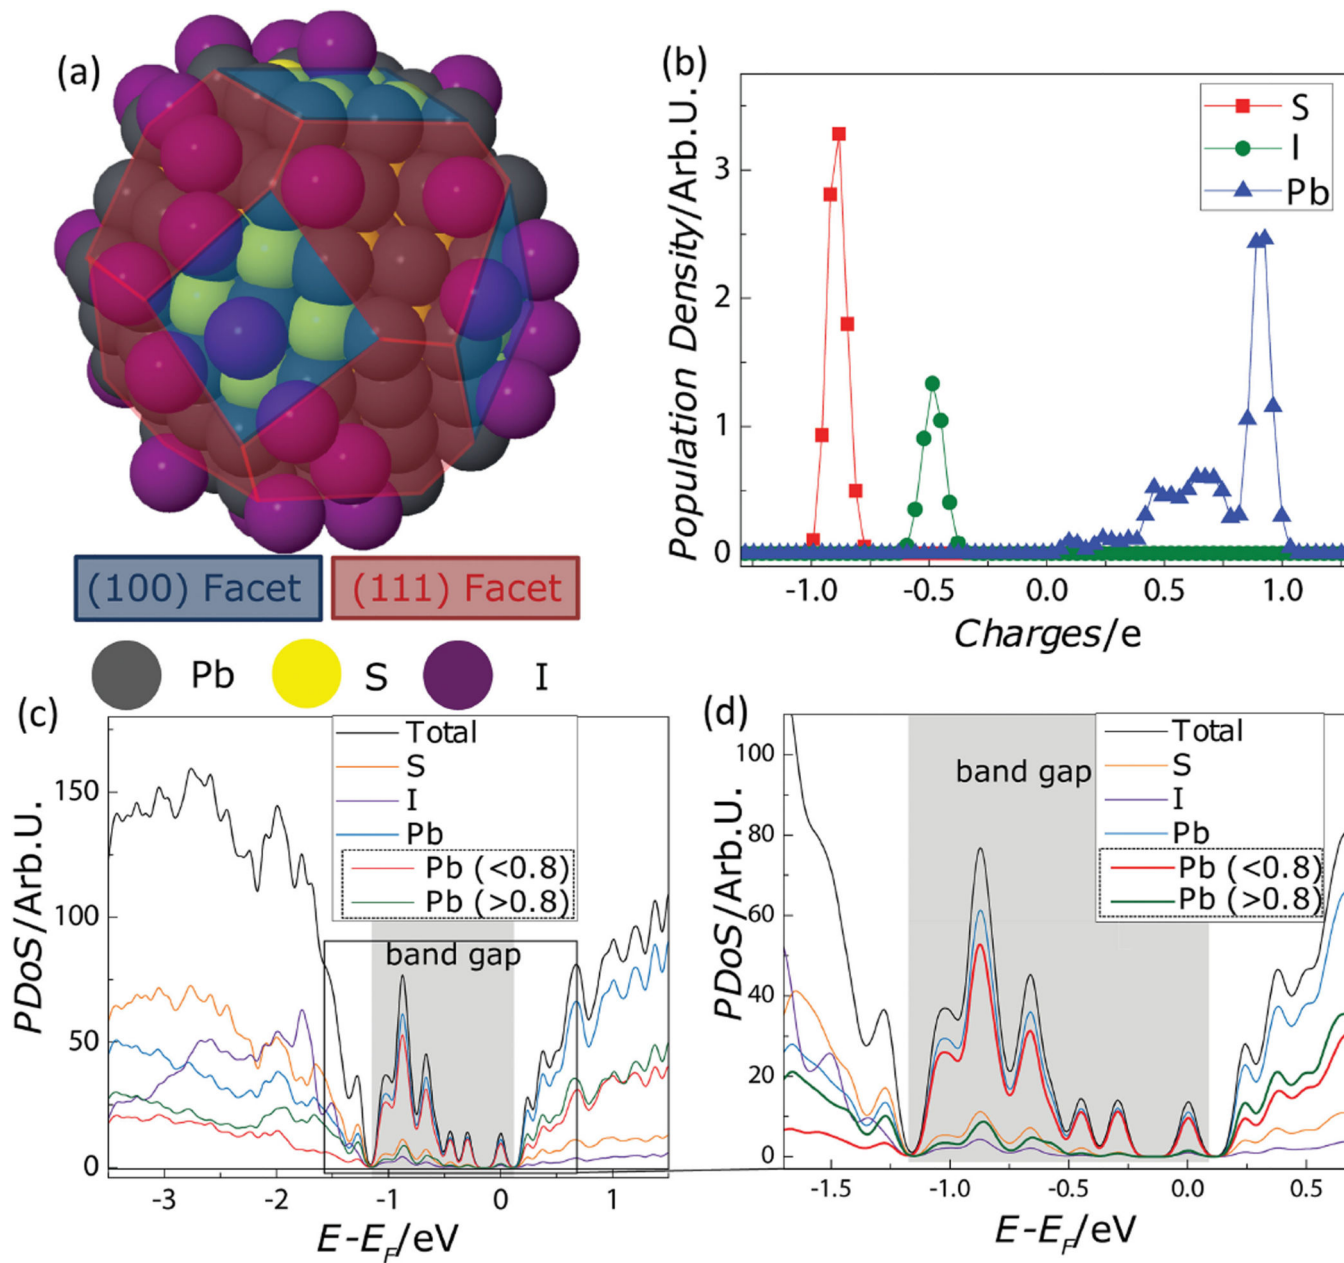 (a)
(100) Facet
(111) Facet
Pb
S
I
(b)
Population Density/Arb.U.
3
2
1
0
-1.0
-0.5
0.0
0.5
1.0
Charges/e
S
I
Pb
(c)
PDoS/Arb.U.
150
100
50
0
-3
-2
-1
0
1
E-E_F/eV
Total
S
I
Pb
Pb (<0.8)
Pb (>0.8)
band gap
(d)
PDoS/Arb.U.
100
80
60
40
20
0
-1.5
-1.0
-0.5
0.0
0.5
E-E_F/eV
band gap
Total
S
I
Pb
Pb (<0.8)
Pb (>0.8)